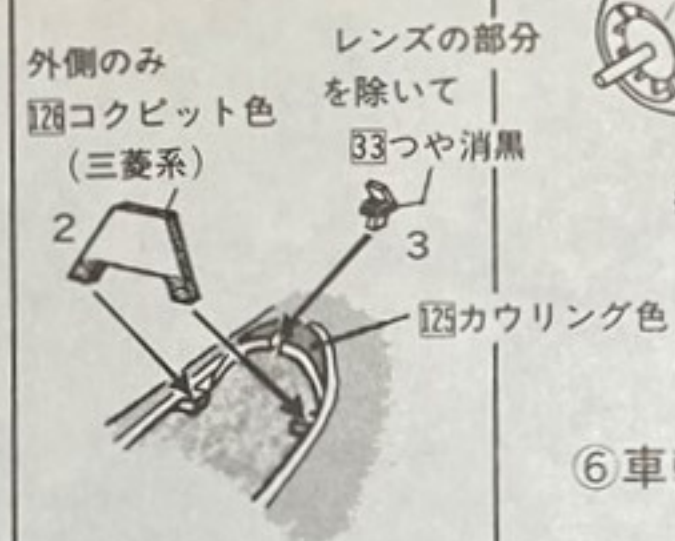 外側のみ
126コクピット色
(三菱系)
2
レンズの部分
を除いて
33つや消黒
3
125カウリング色
⑥車